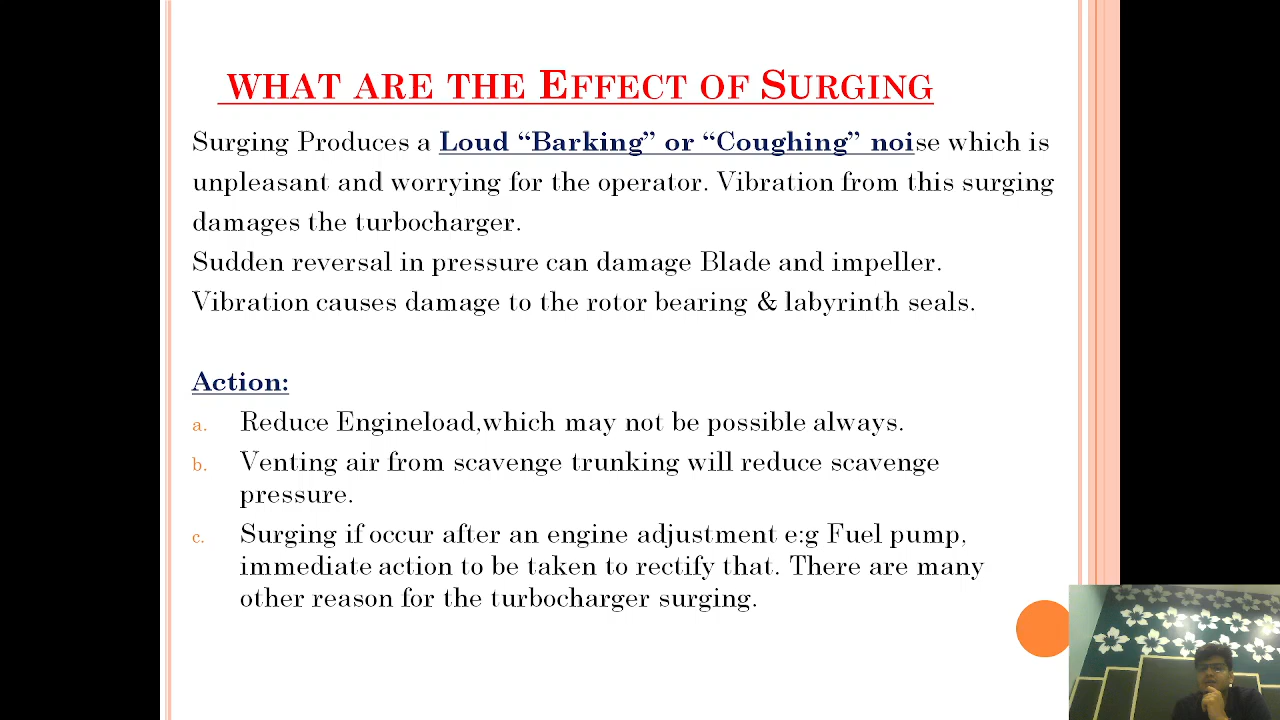 WHAT ARE THE EFFECT OF SURGING
Surging Produces a Loud “Barking” or “Coughing” noise which is
unpleasant and worrying for the operator. Vibration from this surging
damages the turbocharger.
Sudden reversal in pressure can damage Blade and impeller.
Vibration causes damage to the rotor bearing & labyrinth seals.
Action:
a. Reduce Engineload,which may not be possible always.
b. Venting air from scavenge trunking will reduce scavenge
pressure.
c. Surging if occur after an engine adjustment e:g Fuel pump,
immediate action to be taken to rectify that. There are many
other reason for the turbocharger surging.